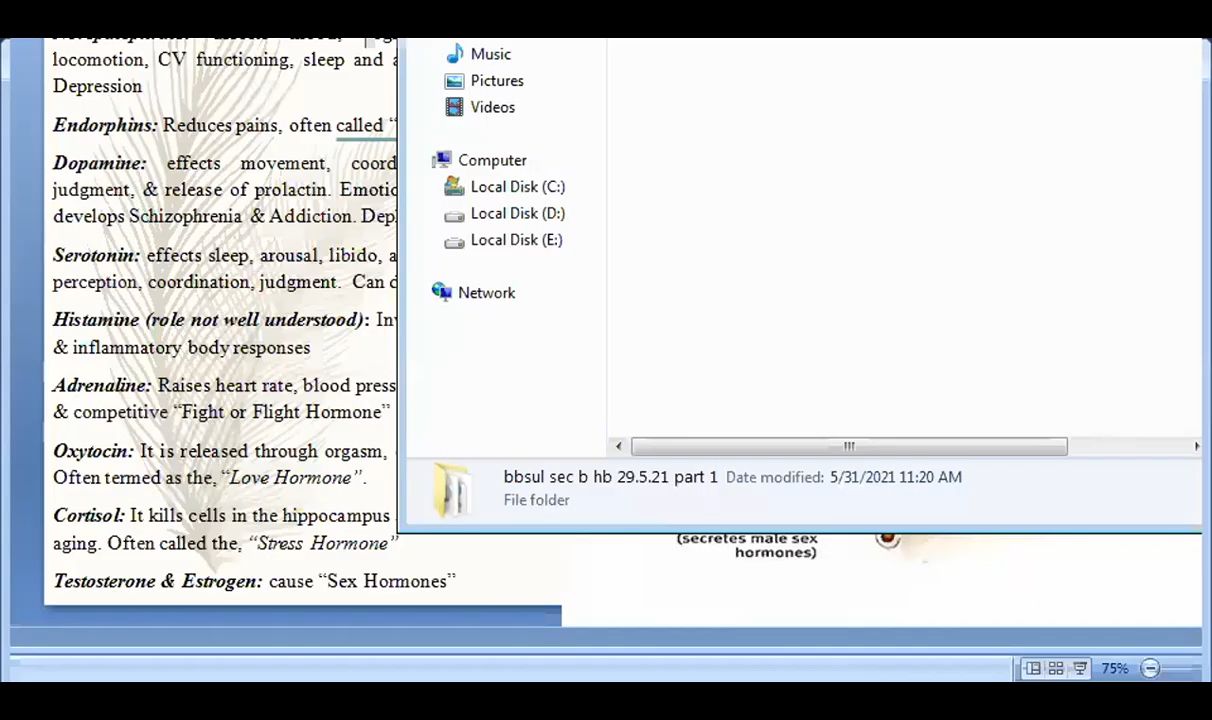 locomotion, CV functioning, sleep and
Depression
Endorphins: Reduces pains, often called “
Dopamine: effects movement, coord
judgment, & release of prolactin. Emotio
develops Schizophrenia & Addiction. Dep
Serotonin: effects sleep, arousal, libido, a
perception, coordination, judgment. Can
Histamine (role not well understood): In
& inflammatory body responses
Adrenaline: Raises heart rate, blood press
& competitive “Fight or Flight Hormone”
Oxytocin: It is released through orgasm,
Often termed as the, “Love Hormone”.
Cortisol: It kills cells in the hippocampus
aging. Often called the, “Stress Hormone”
Testosterone & Estrogen: cause “Sex Hormones”
Music
Pictures
Videos
Computer
Local Disk (C:)
Local Disk (D:)
Local Disk (E:)
Network
bbsul sec b hb 29.5.21 part 1 Date modified: 5/31/2021 11:20 AM
File folder
(secretes male sex
hormones)
75%